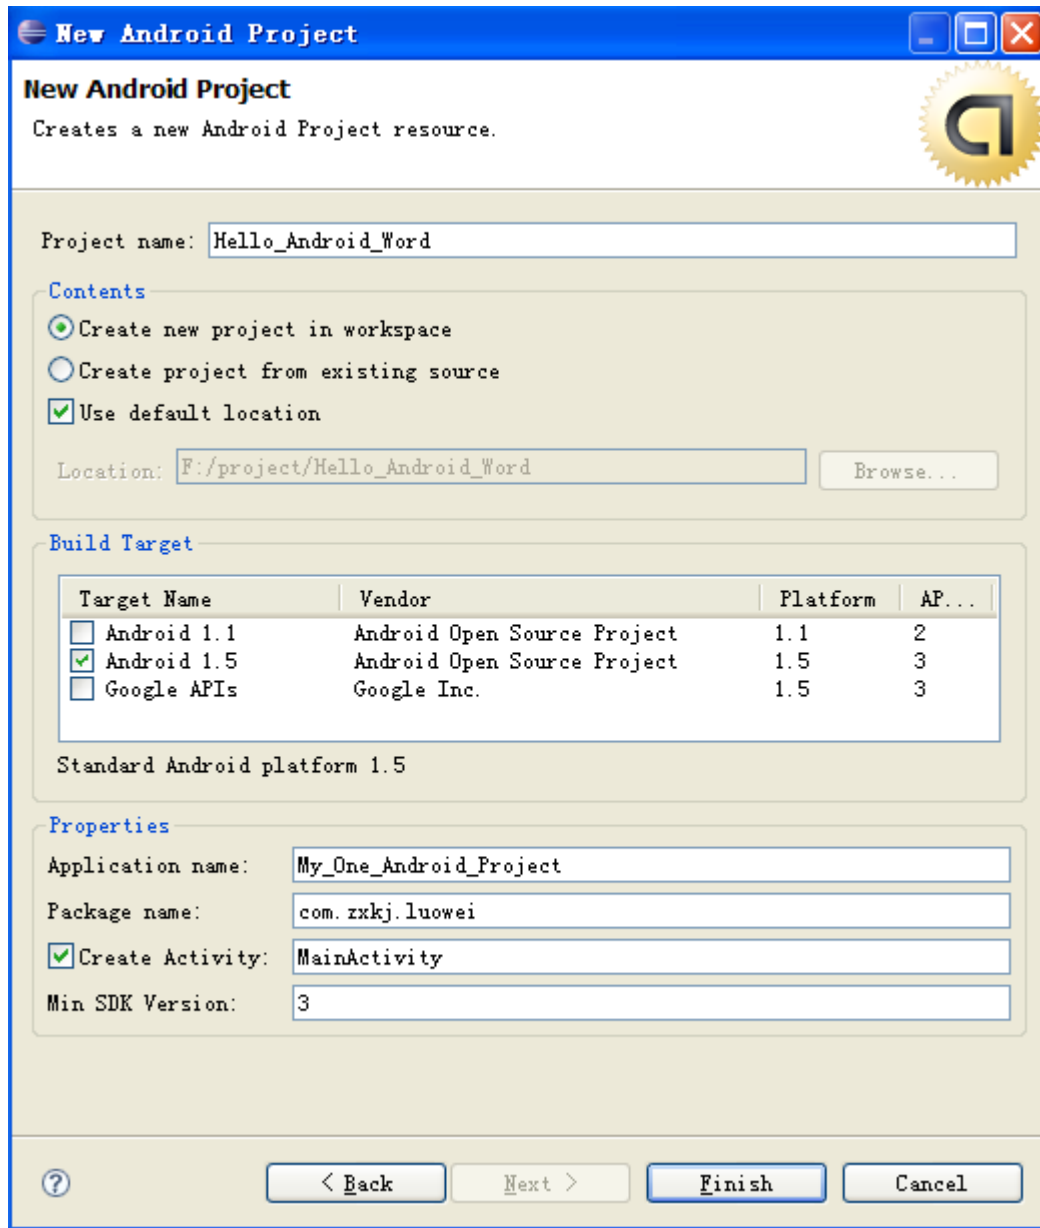 New Android Project
New Android Project
Creates a new Android Project resource.
Project name: Hello_Android_Word
Contents
Create new project in workspace
Create project from existing source
Use default location
Location: F:/project/Hello_Android_Word Browse...
Build Target
Target Name Vendor Platform AP...
Android 1.1 Android Open Source Project 1.1 2
Android 1.5 Android Open Source Project 1.5 3
Google APIs Google Inc. 1.5 3
Standard Android platform 1.5
Properties
Application name: My_One_Android_Project
Package name: com.zxkj.luowei
Create Activity: MainActivity
Min SDK Version: 3
? < Back Next > Finish Cancel